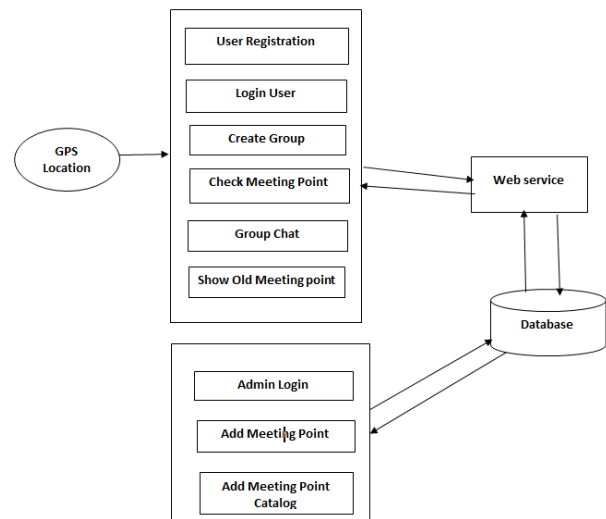 User Registration
Login User
Create Group
GPS
Location
Check Meeting Point
Web service
Group Chat
Show Old Meeting point
Database
Admin Login
Add Meeting Point
Add Meeting Point
Catalog